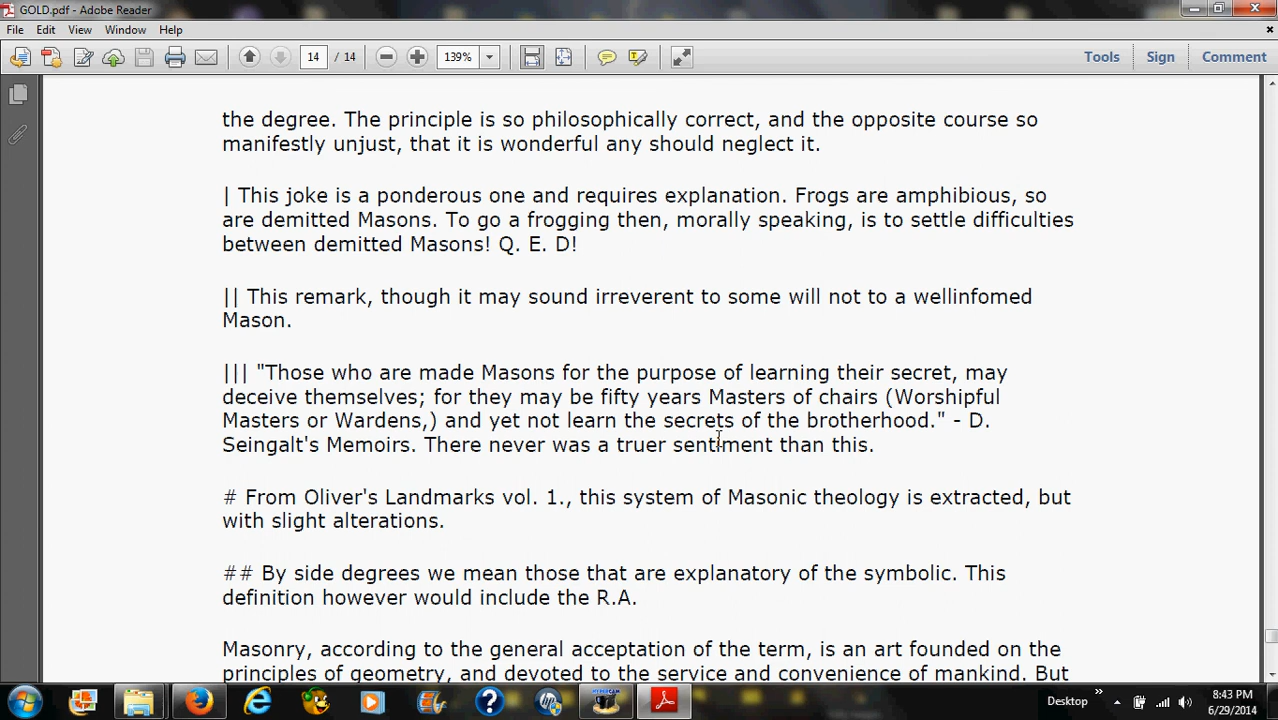 GOLD.pdf - Adobe Reader
File Edit View Window Help
14 / 14 139% Tools Sign Comment
the degree. The principle is so philosophically correct, and the opposite course so
manifestly unjust, that it is wonderful any should neglect it.
| This joke is a ponderous one and requires explanation. Frogs are amphibious, so
are demitted Masons. To go a frogging then, morally speaking, is to settle difficulties
between demitted Masons! Q. E. D!
|| This remark, though it may sound irreverent to some will not to a wellinfomed
Mason.
||| "Those who are made Masons for the purpose of learning their secret, may
deceive themselves; for they may be fifty years Masters of chairs (Worshipful
Masters or Wardens,) and yet not learn the secrets of the brotherhood." - D.
Seingalt's Memoirs. There never was a truer sentiment than this.
# From Oliver's Landmarks vol. 1., this system of Masonic theology is extracted, but
with slight alterations.
## By side degrees we mean those that are explanatory of the symbolic. This
definition however would include the R.A.
Masonry, according to the general acceptation of the term, is an art founded on the
principles of geometry, and devoted to the service and convenience of mankind. But
Desktop
8:43 PM
6/29/2014